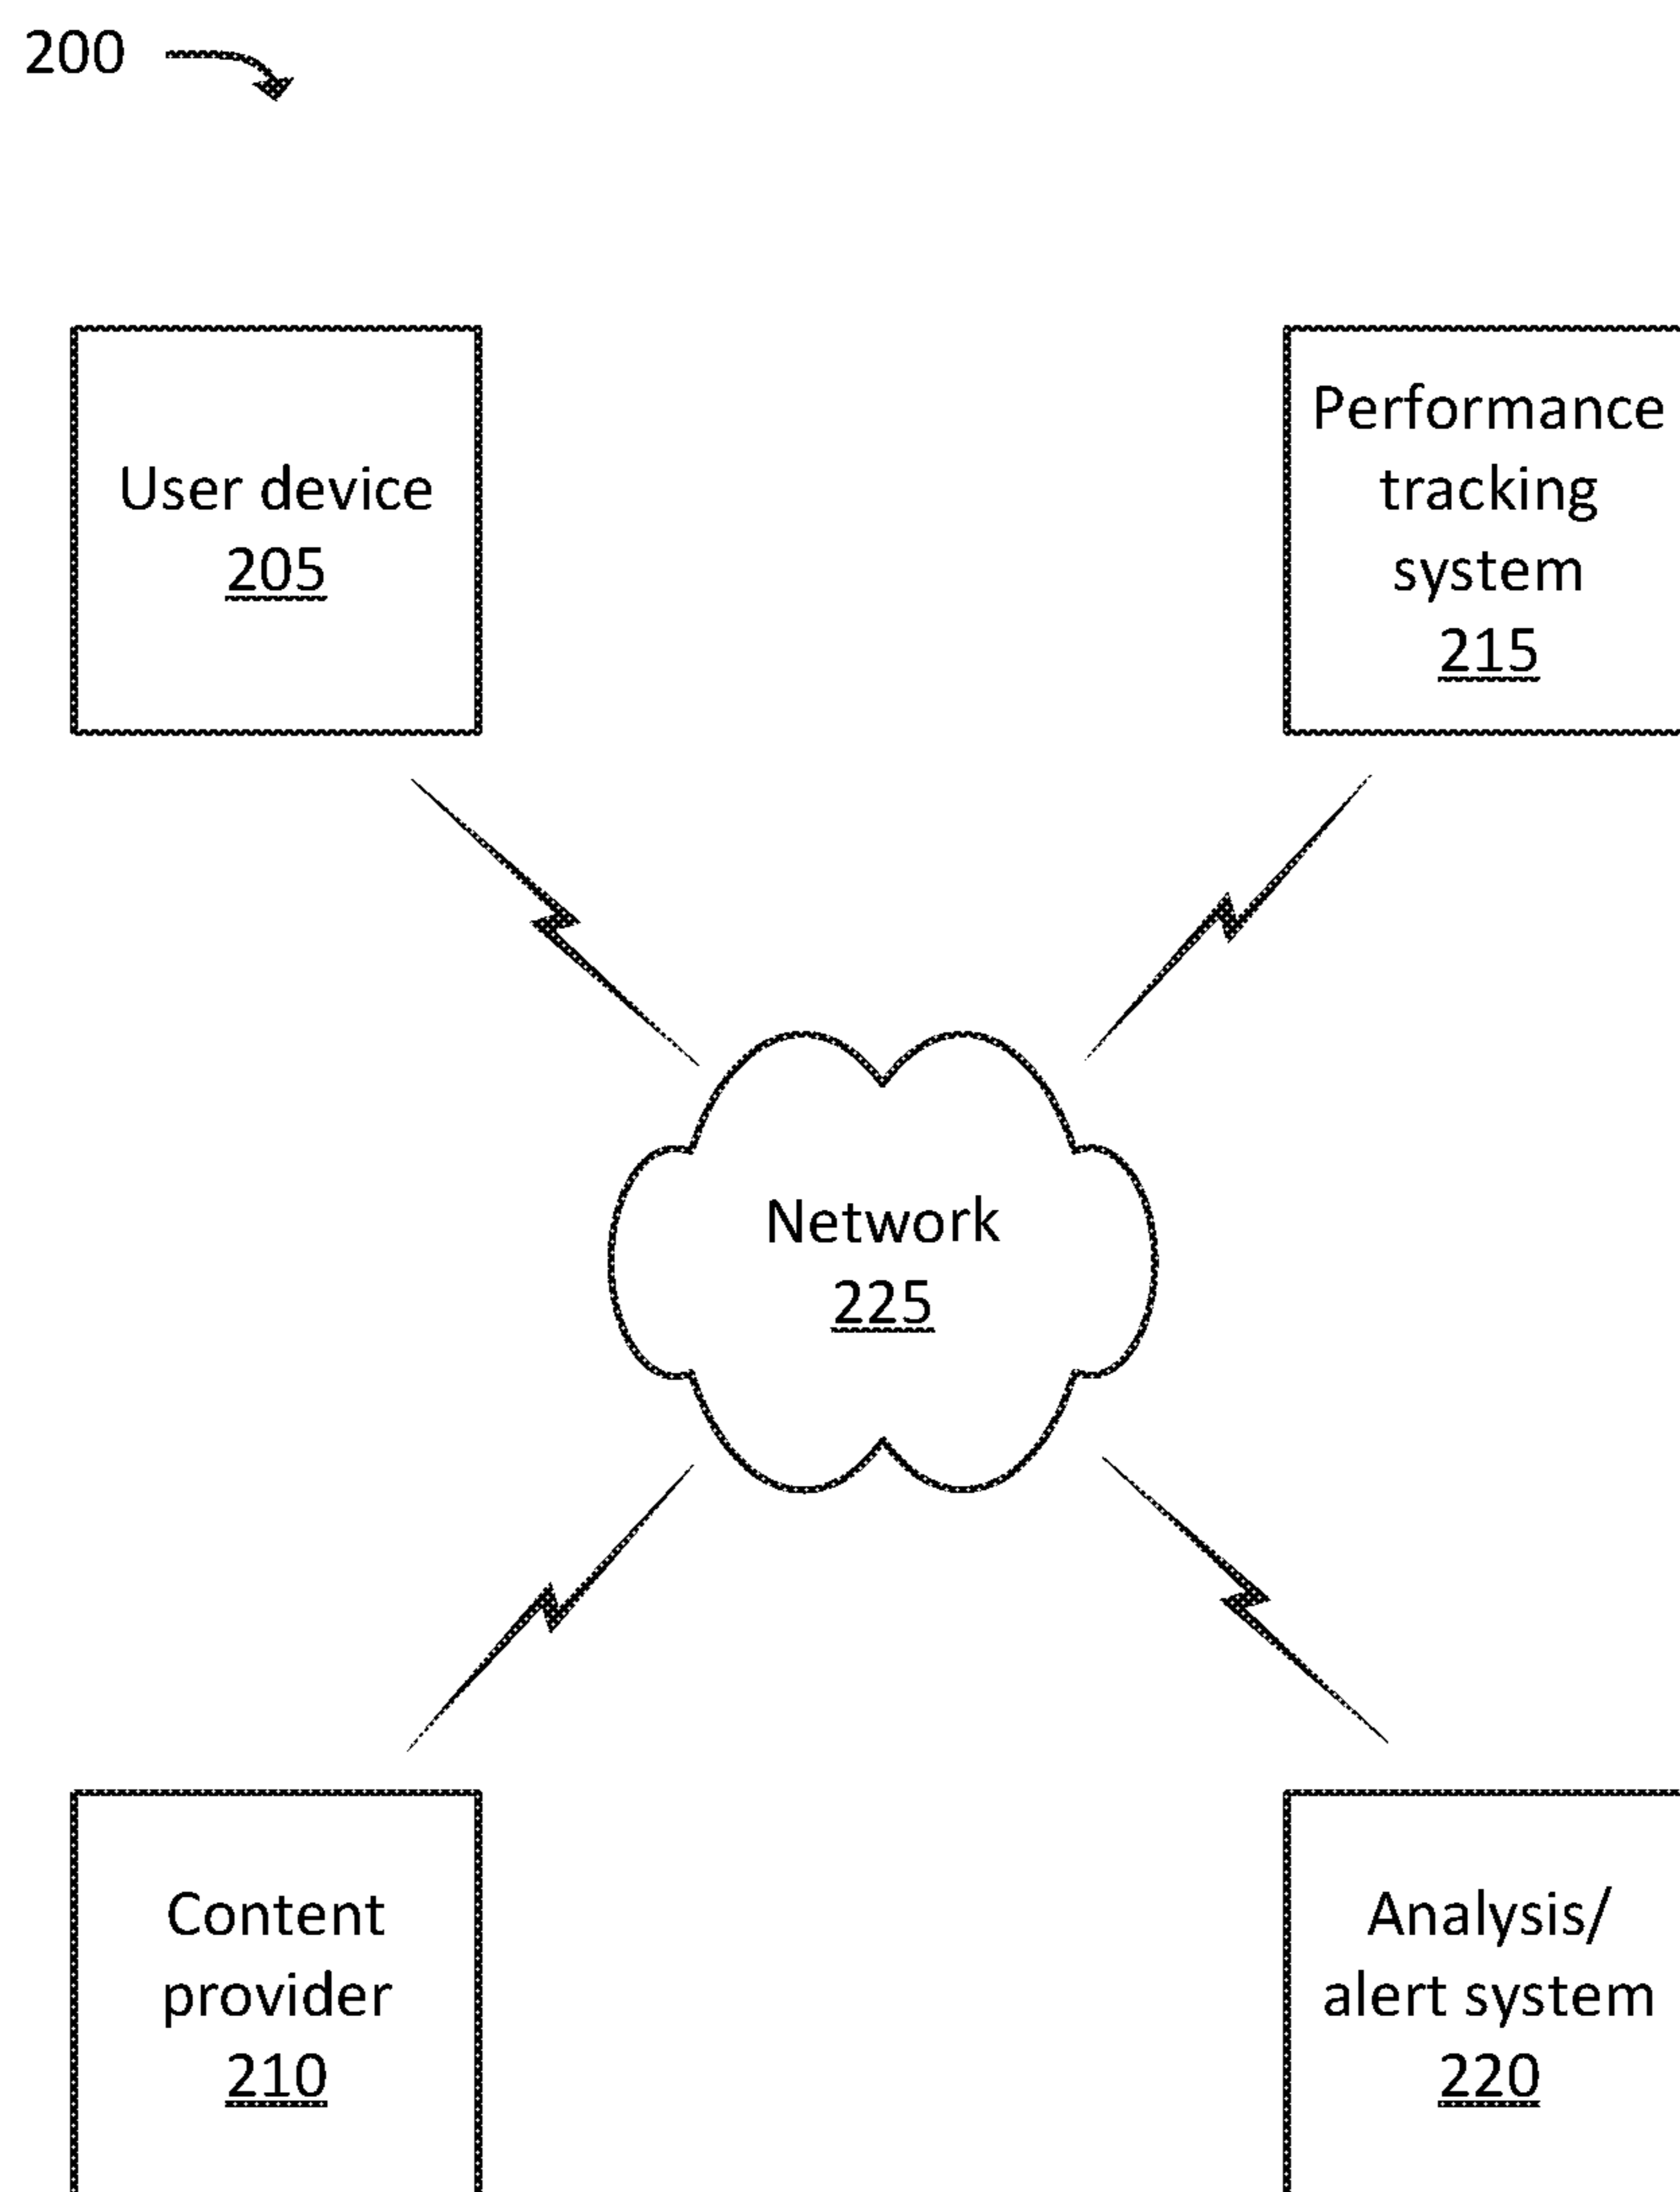 200
User device
205
Performance
tracking
system
215
Network
225
Content
provider
210
Analysis/
alert system
220